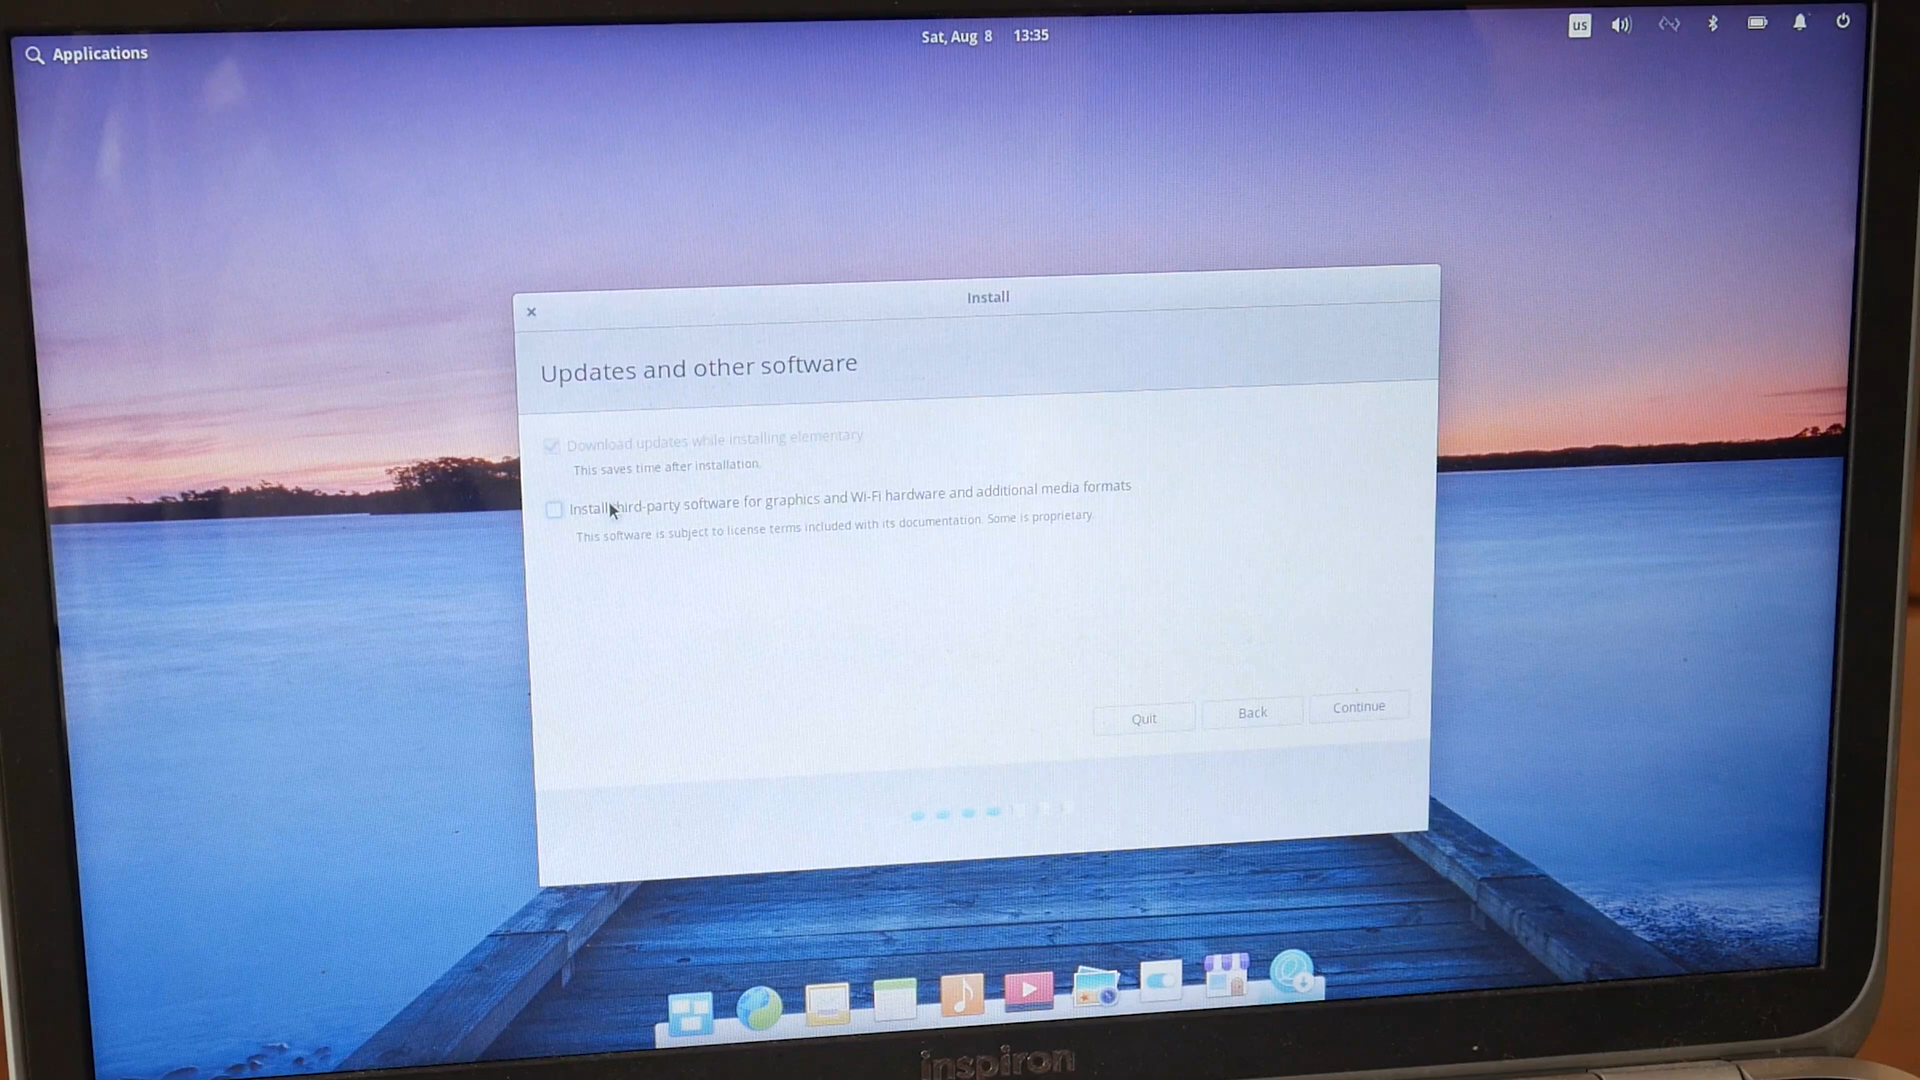 Applications
Sat, Aug 8 13:35
us
Install
Updates and other software
Download updates while installing elementary
This saves time after installation.
Install third-party software for graphics and Wi-Fi hardware and additional media formats
This software is subject to license terms included with its documentation. Some is proprietary.
Quit
Back
Continue
inspiron